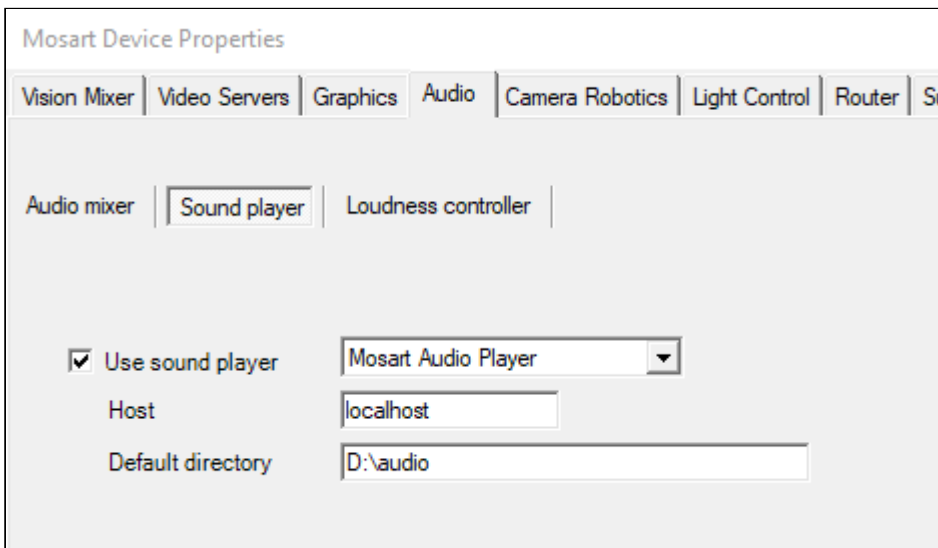 Mosart Device Properties
Vision Mixer Video Servers Graphics Audio Camera Robotics Light Control Router
Audio mixer Sound player Loudness controller
Use sound player Mosart Audio Player
Host localhost
Default directory D:\audio